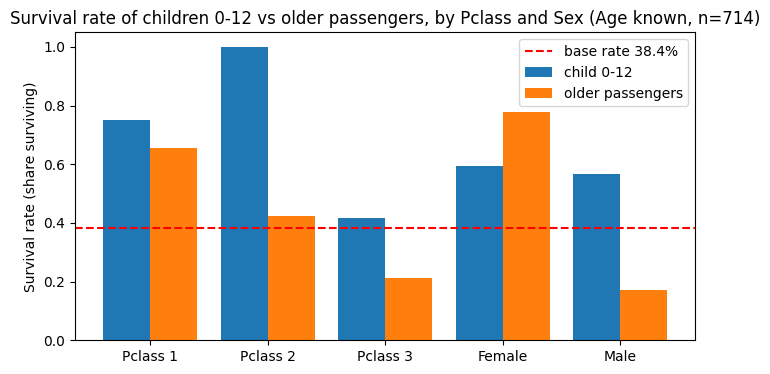 Survival rate of children 0-12 vs older passengers, by Pclass and Sex (Age known, n=714)
Survival rate (share surviving)
1.0
0.8
0.6
0.4
0.2
0.0
base rate 38.4%
child 0-12
older passengers
Pclass 1
Pclass 2
Pclass 3
Female
Male